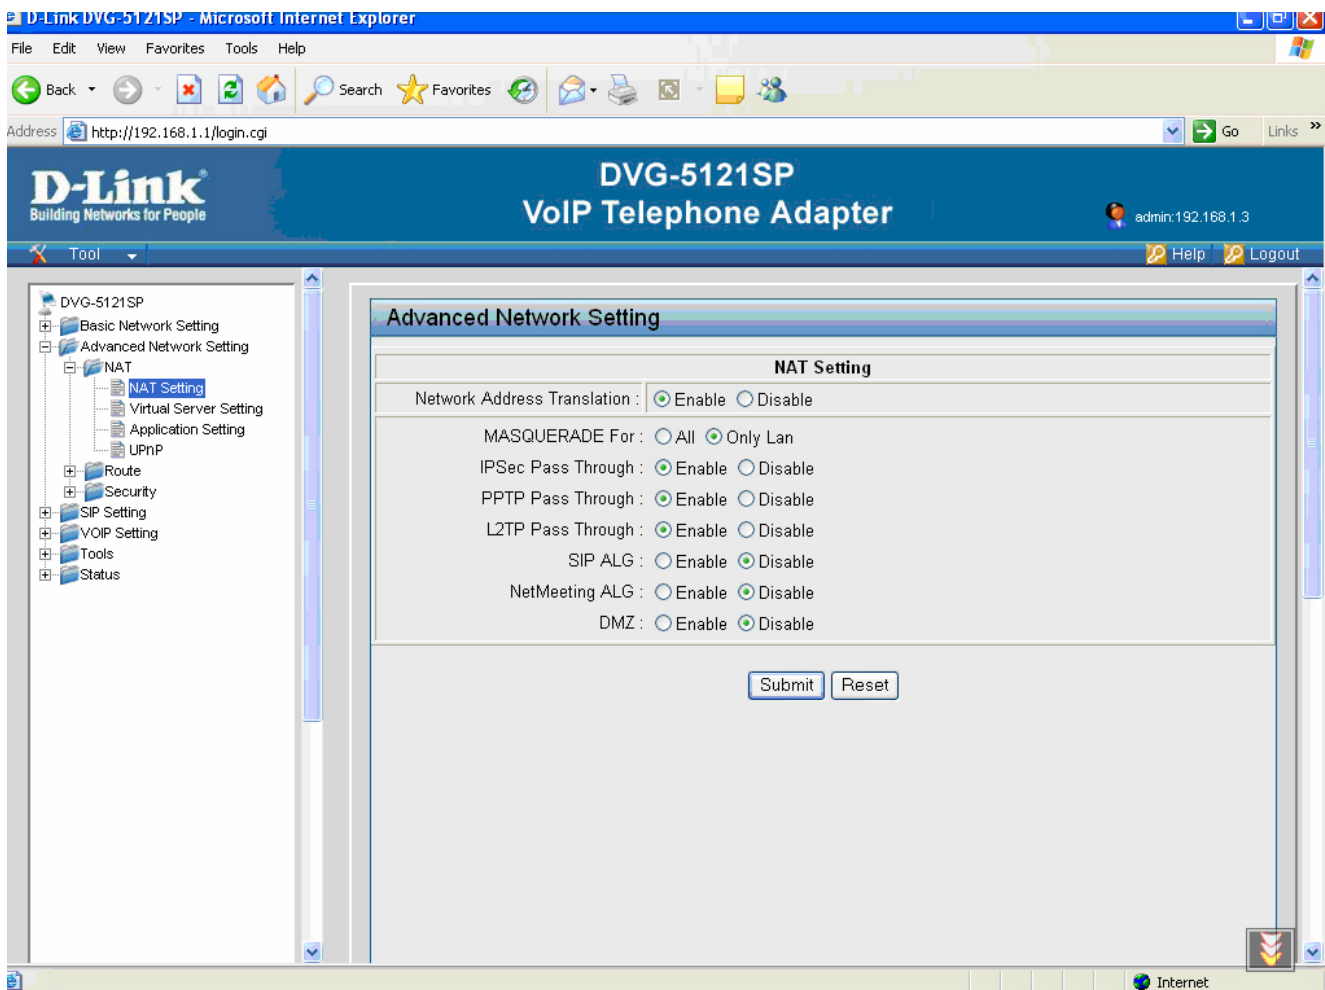 D-Link DVG-5121SP - Microsoft Internet Explorer
File Edit View Favorites Tools Help
Back Search Favorites
Address http://192.168.1.1/login.cgi Go Links »
D-Link
Building Networks for People
DVG-5121SP
VoIP Telephone Adapter
admin:192.168.1.3
Tool Help Logout
DVG-5121SP
Basic Network Setting
Advanced Network Setting
NAT
NAT Setting
Virtual Server Setting
Application Setting
UPnP
Route
Security
SIP Setting
VOIP Setting
Tools
Status
Advanced Network Setting
NAT Setting
Network Address Translation : Enable Disable
MASQUERADE For : All Only Lan
IPSec Pass Through : Enable Disable
PPTP Pass Through : Enable Disable
L2TP Pass Through : Enable Disable
SIP ALG : Enable Disable
NetMeeting ALG : Enable Disable
DMZ : Enable Disable
Submit Reset
Internet